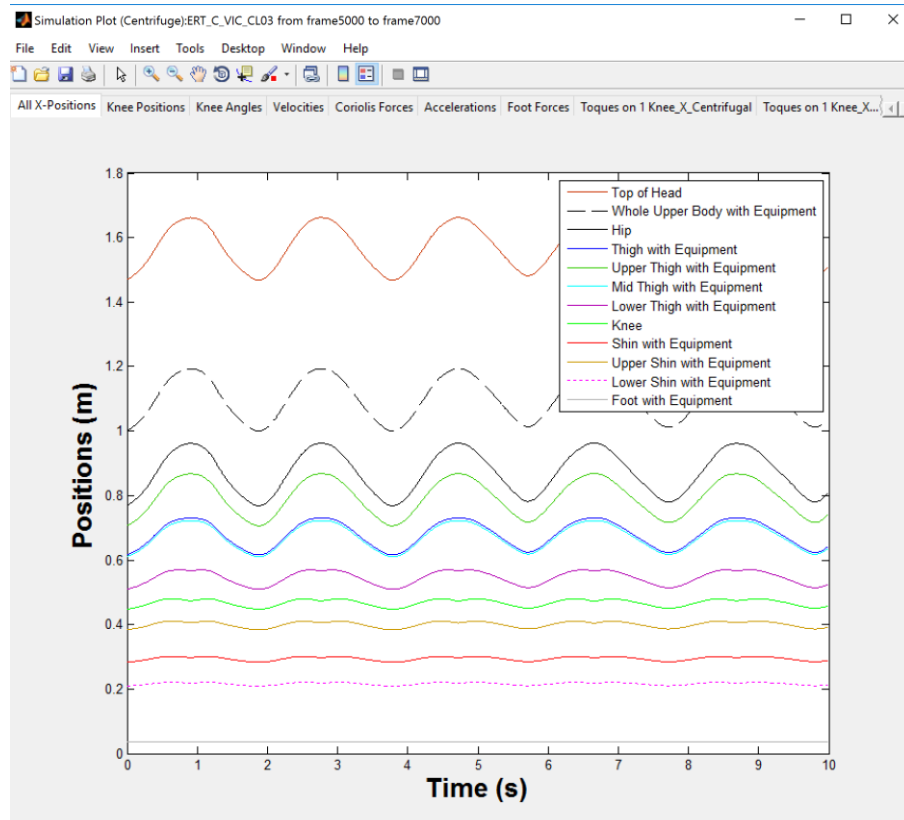 Simulation Plot (Centrifuge):ERT_C_VIC_CL03 from frame5000 to frame7000
File Edit View Insert Tools Desktop Window Help
All X-Positions Knee Positions Knee Angles Velocities Coriolis Forces Accelerations Foot Forces Toques on 1 Knee_X_Centrifugal Toques on 1 Knee_X...
Top of Head
Whole Upper Body with Equipment
Hip
Thigh with Equipment
Upper Thigh with Equipment
Mid Thigh with Equipment
Lower Thigh with Equipment
Knee
Shin with Equipment
Upper Shin with Equipment
Lower Shin with Equipment
Foot with Equipment
Positions (m)
1.8
1.6
1.4
1.2
1
0.8
0.6
0.4
0.2
0
0 1 2 3 4 5 6 7 8 9 10
Time (s)